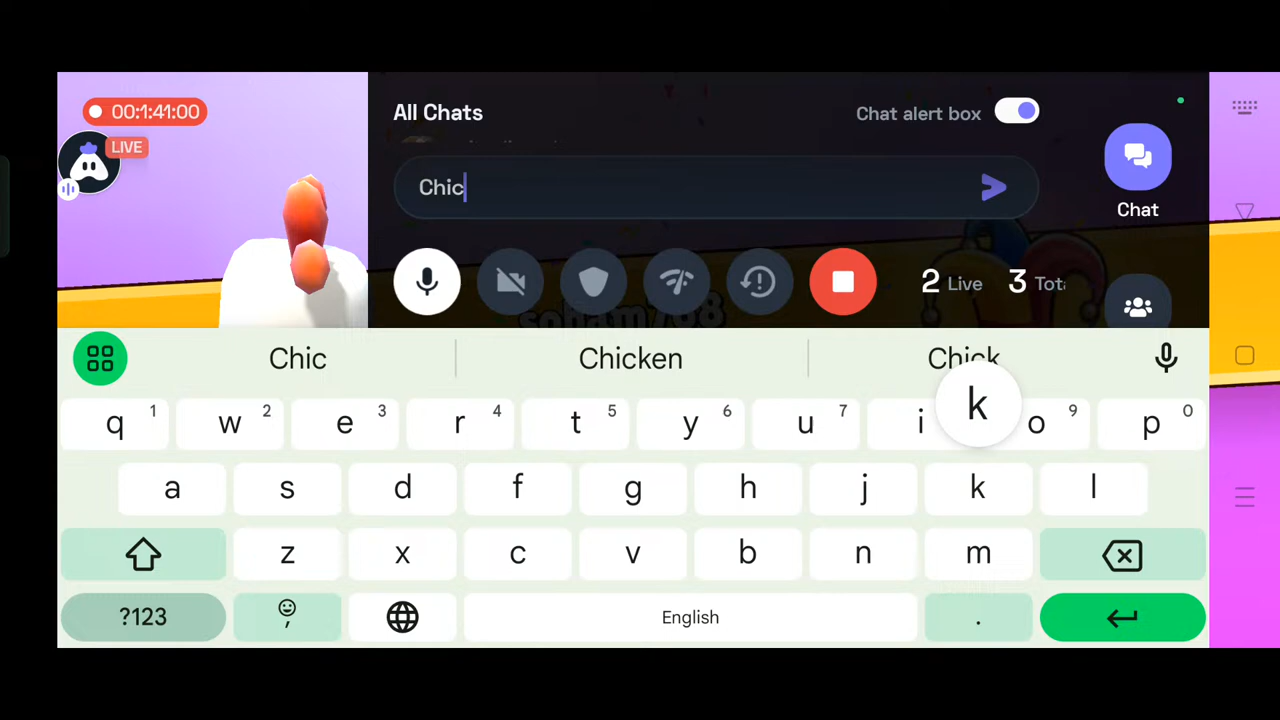 00:1:41:00
LIVE
All Chats
Chat alert box
Chic
Chat
2 Live 3 Tot
soham788
Chic Chicken Chick
k
q 1 w 2 e 3 r 4 t 5 y 6 u 7 i o 9 p 0
a s d f g h j k l
z x c v b n m
?123 , English .